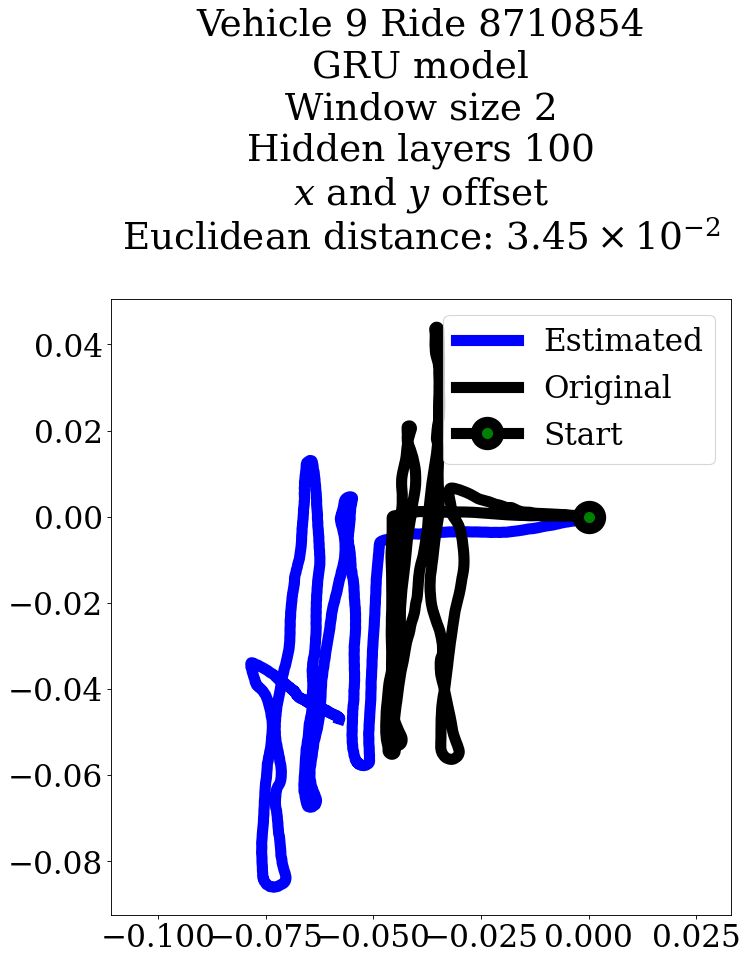 Vehicle 9 Ride 8710854
GRU model
Window size 2
Hidden layers 100
x and y offset
Euclidean distance: 3.45 × 10⁻²
Estimated
Original
Start
0.04
0.02
0.00
−0.02
−0.04
−0.06
−0.08
−0.100 −0.075 −0.050 −0.025 0.000 0.025